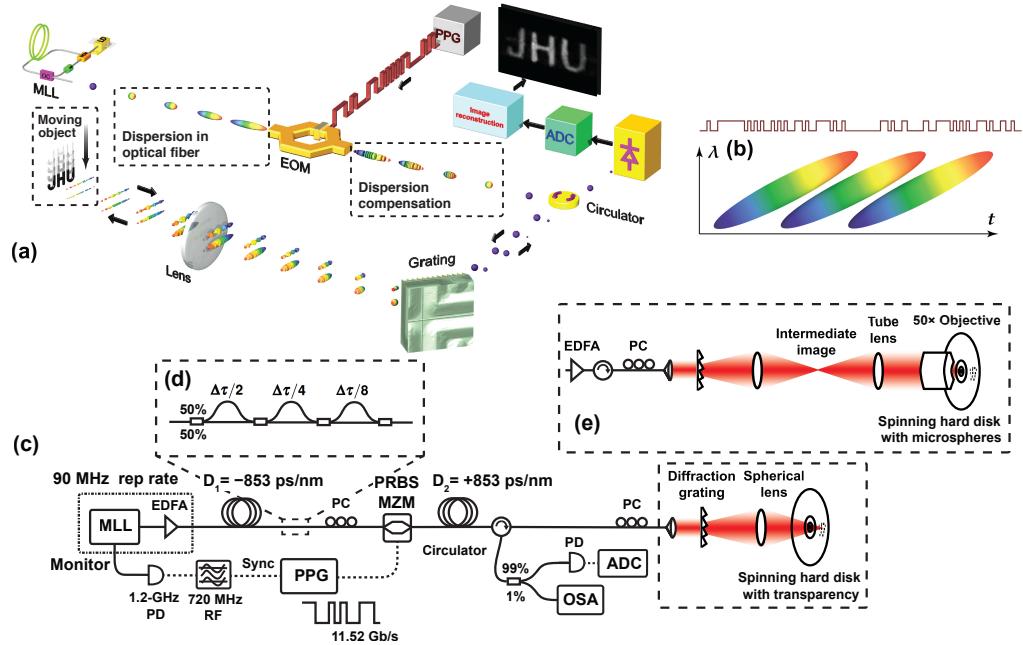 (a)
MLL
OC
Moving
object
Dispersion in
optical fiber
EOM
PPG
JHU
Image
reconstruction
ADC
Dispersion
compensation
Circulator
JHU
Lens
Grating
(b)
λ
t
(d)
Δτ/2
Δτ/4
Δτ/8
50%
50%
(e)
EDFA
PC
Intermediate
image
Tube
lens
50× Objective
Spinning hard disk
with microspheres
(c)
90 MHz rep rate
EDFA
MLL
Monitor
D1= −853 ps/nm
PC
PRBS
MZM
D2= +853 ps/nm
Circulator
PC
Diffraction
grating
Spherical
lens
Spinning hard disk
with transparency
1.2-GHz
PD
720 MHz
RF
Sync
PPG
11.52 Gb/s
99%
1%
PD
ADC
OSA